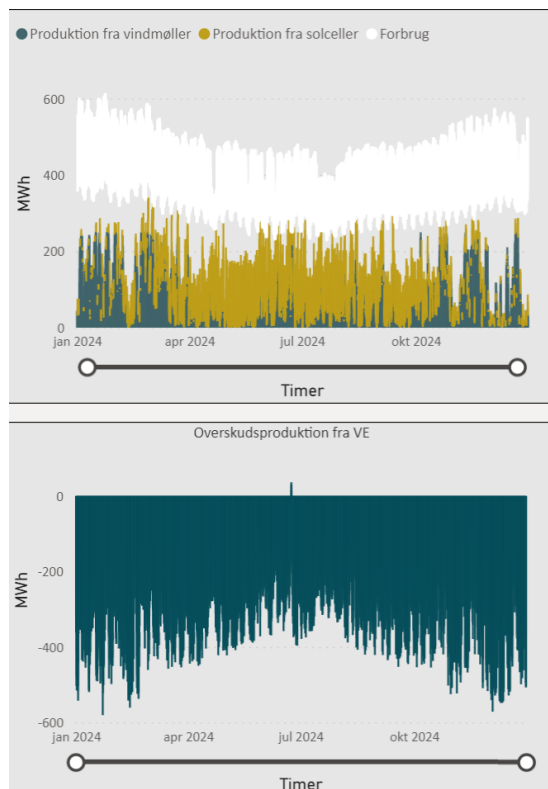 Produktion fra vindmøller Produktion fra solceller Forbrug
600
400
200
0
MWh
jan 2024 apr 2024 jul 2024 okt 2024
Timer
Overskudsproduktion fra VE
0
-200
-400
-600
MWh
jan 2024 apr 2024 jul 2024 okt 2024
Timer